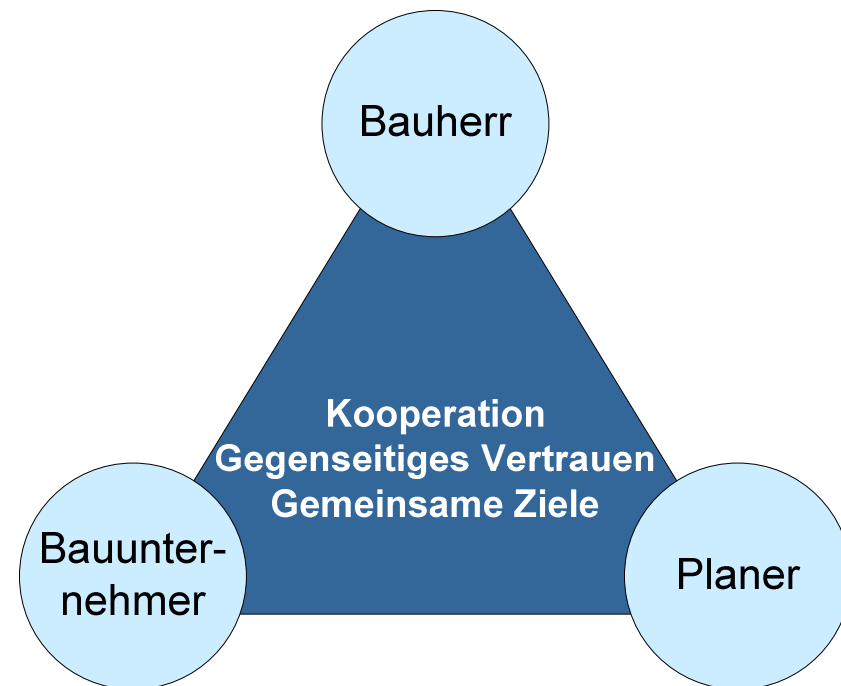 Bauherr
Kooperation
Gegenseitiges Vertrauen
Gemeinsame Ziele
Bauunter-
nehmer
Planer